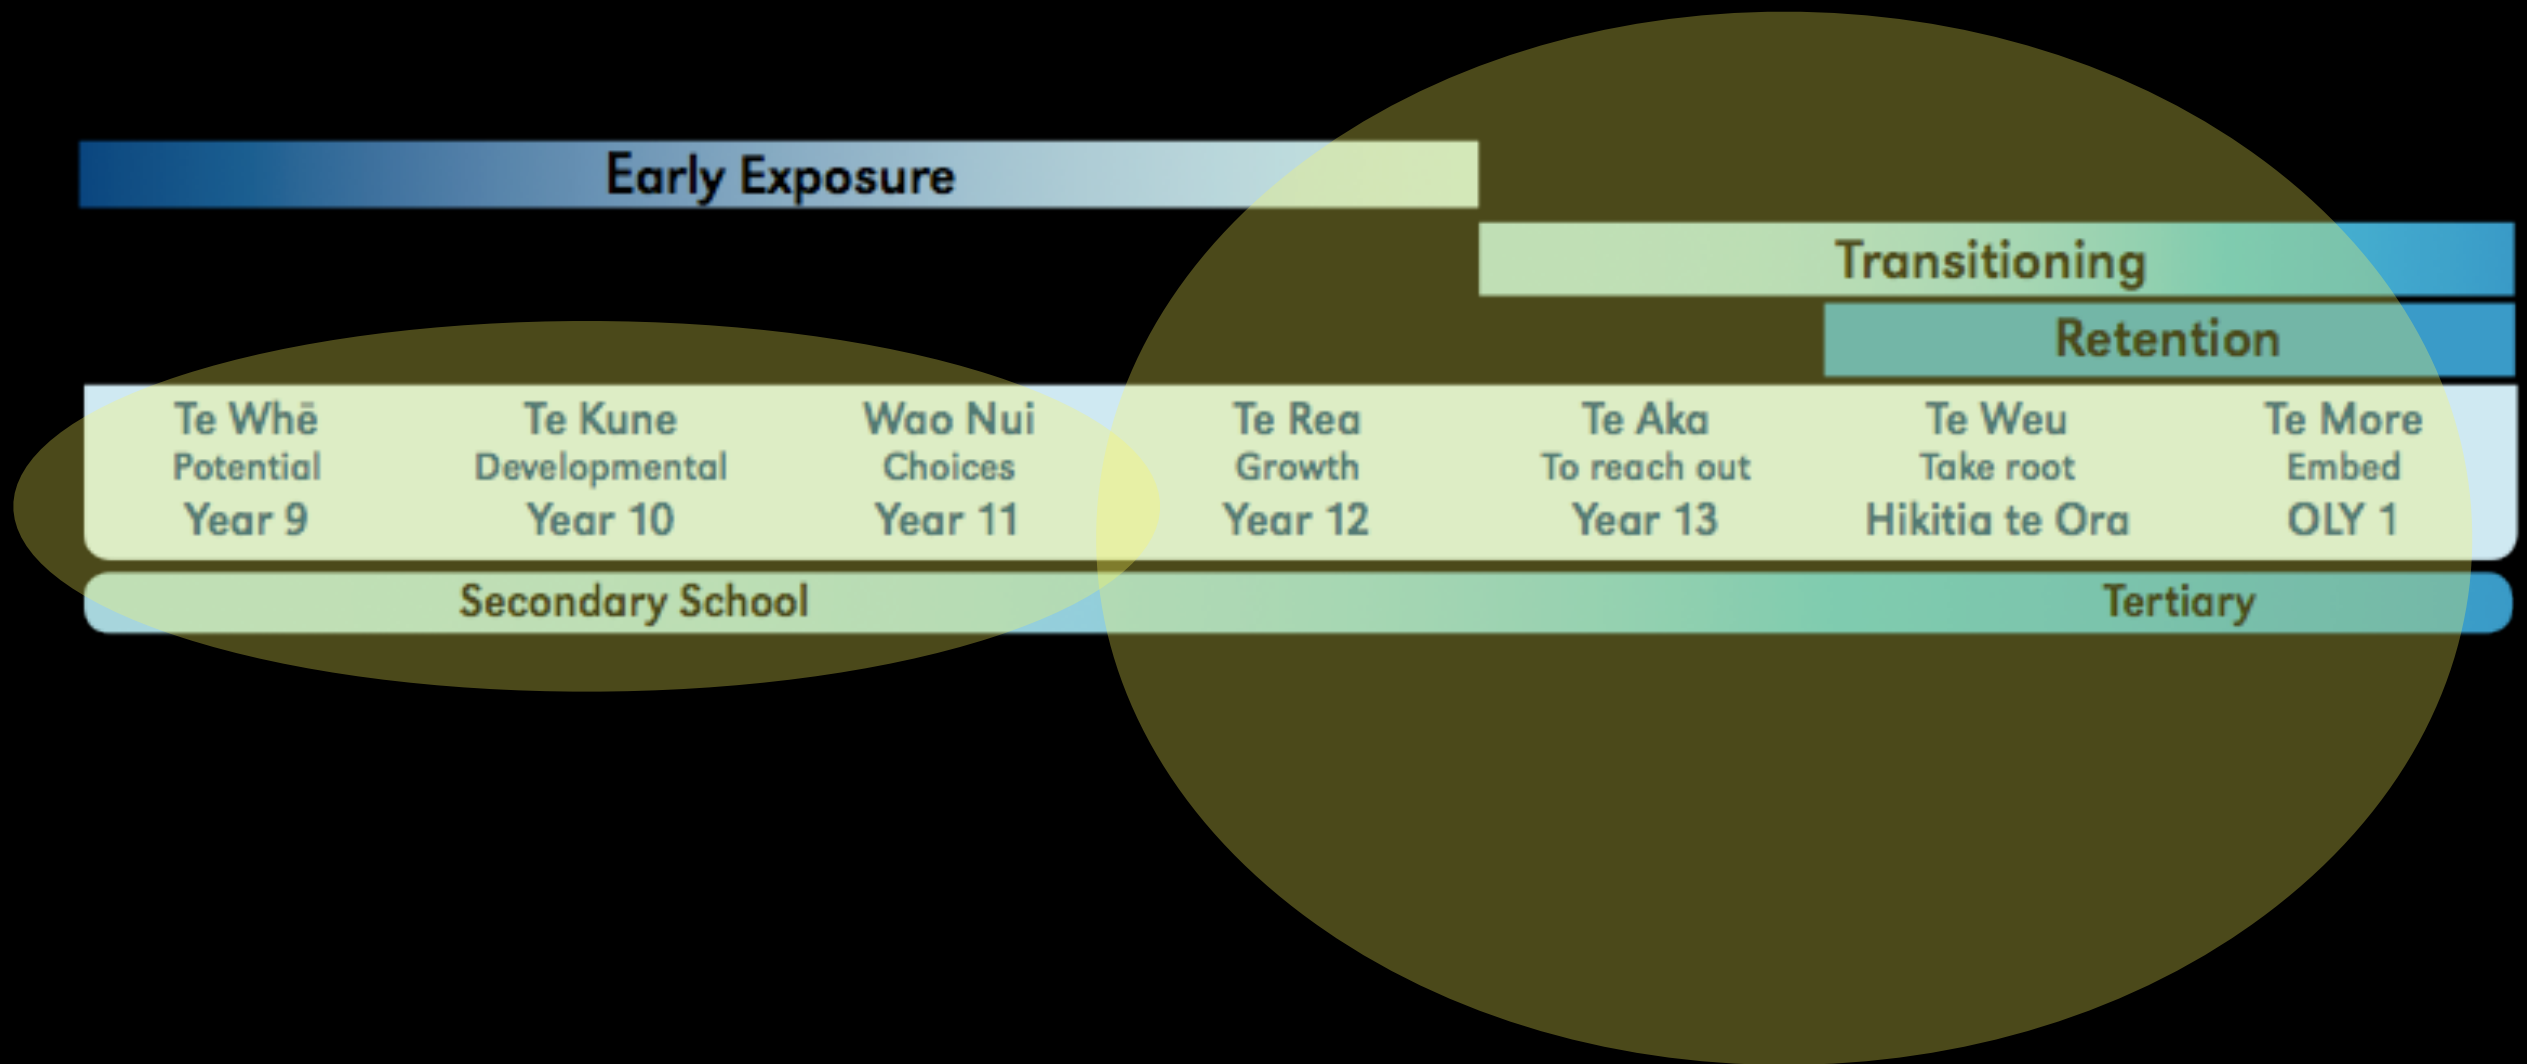 Early Exposure
Transitioning
Retention
Te Whē Te Kune Wao Nui Te Rea Te Aka Te Weu Te More
Potential Developmental Choices Growth To reach out Take root Embed
Year 9 Year 10 Year 11 Year 12 Year 13 Hikitia te Ora OLY 1
Secondary School Tertiary